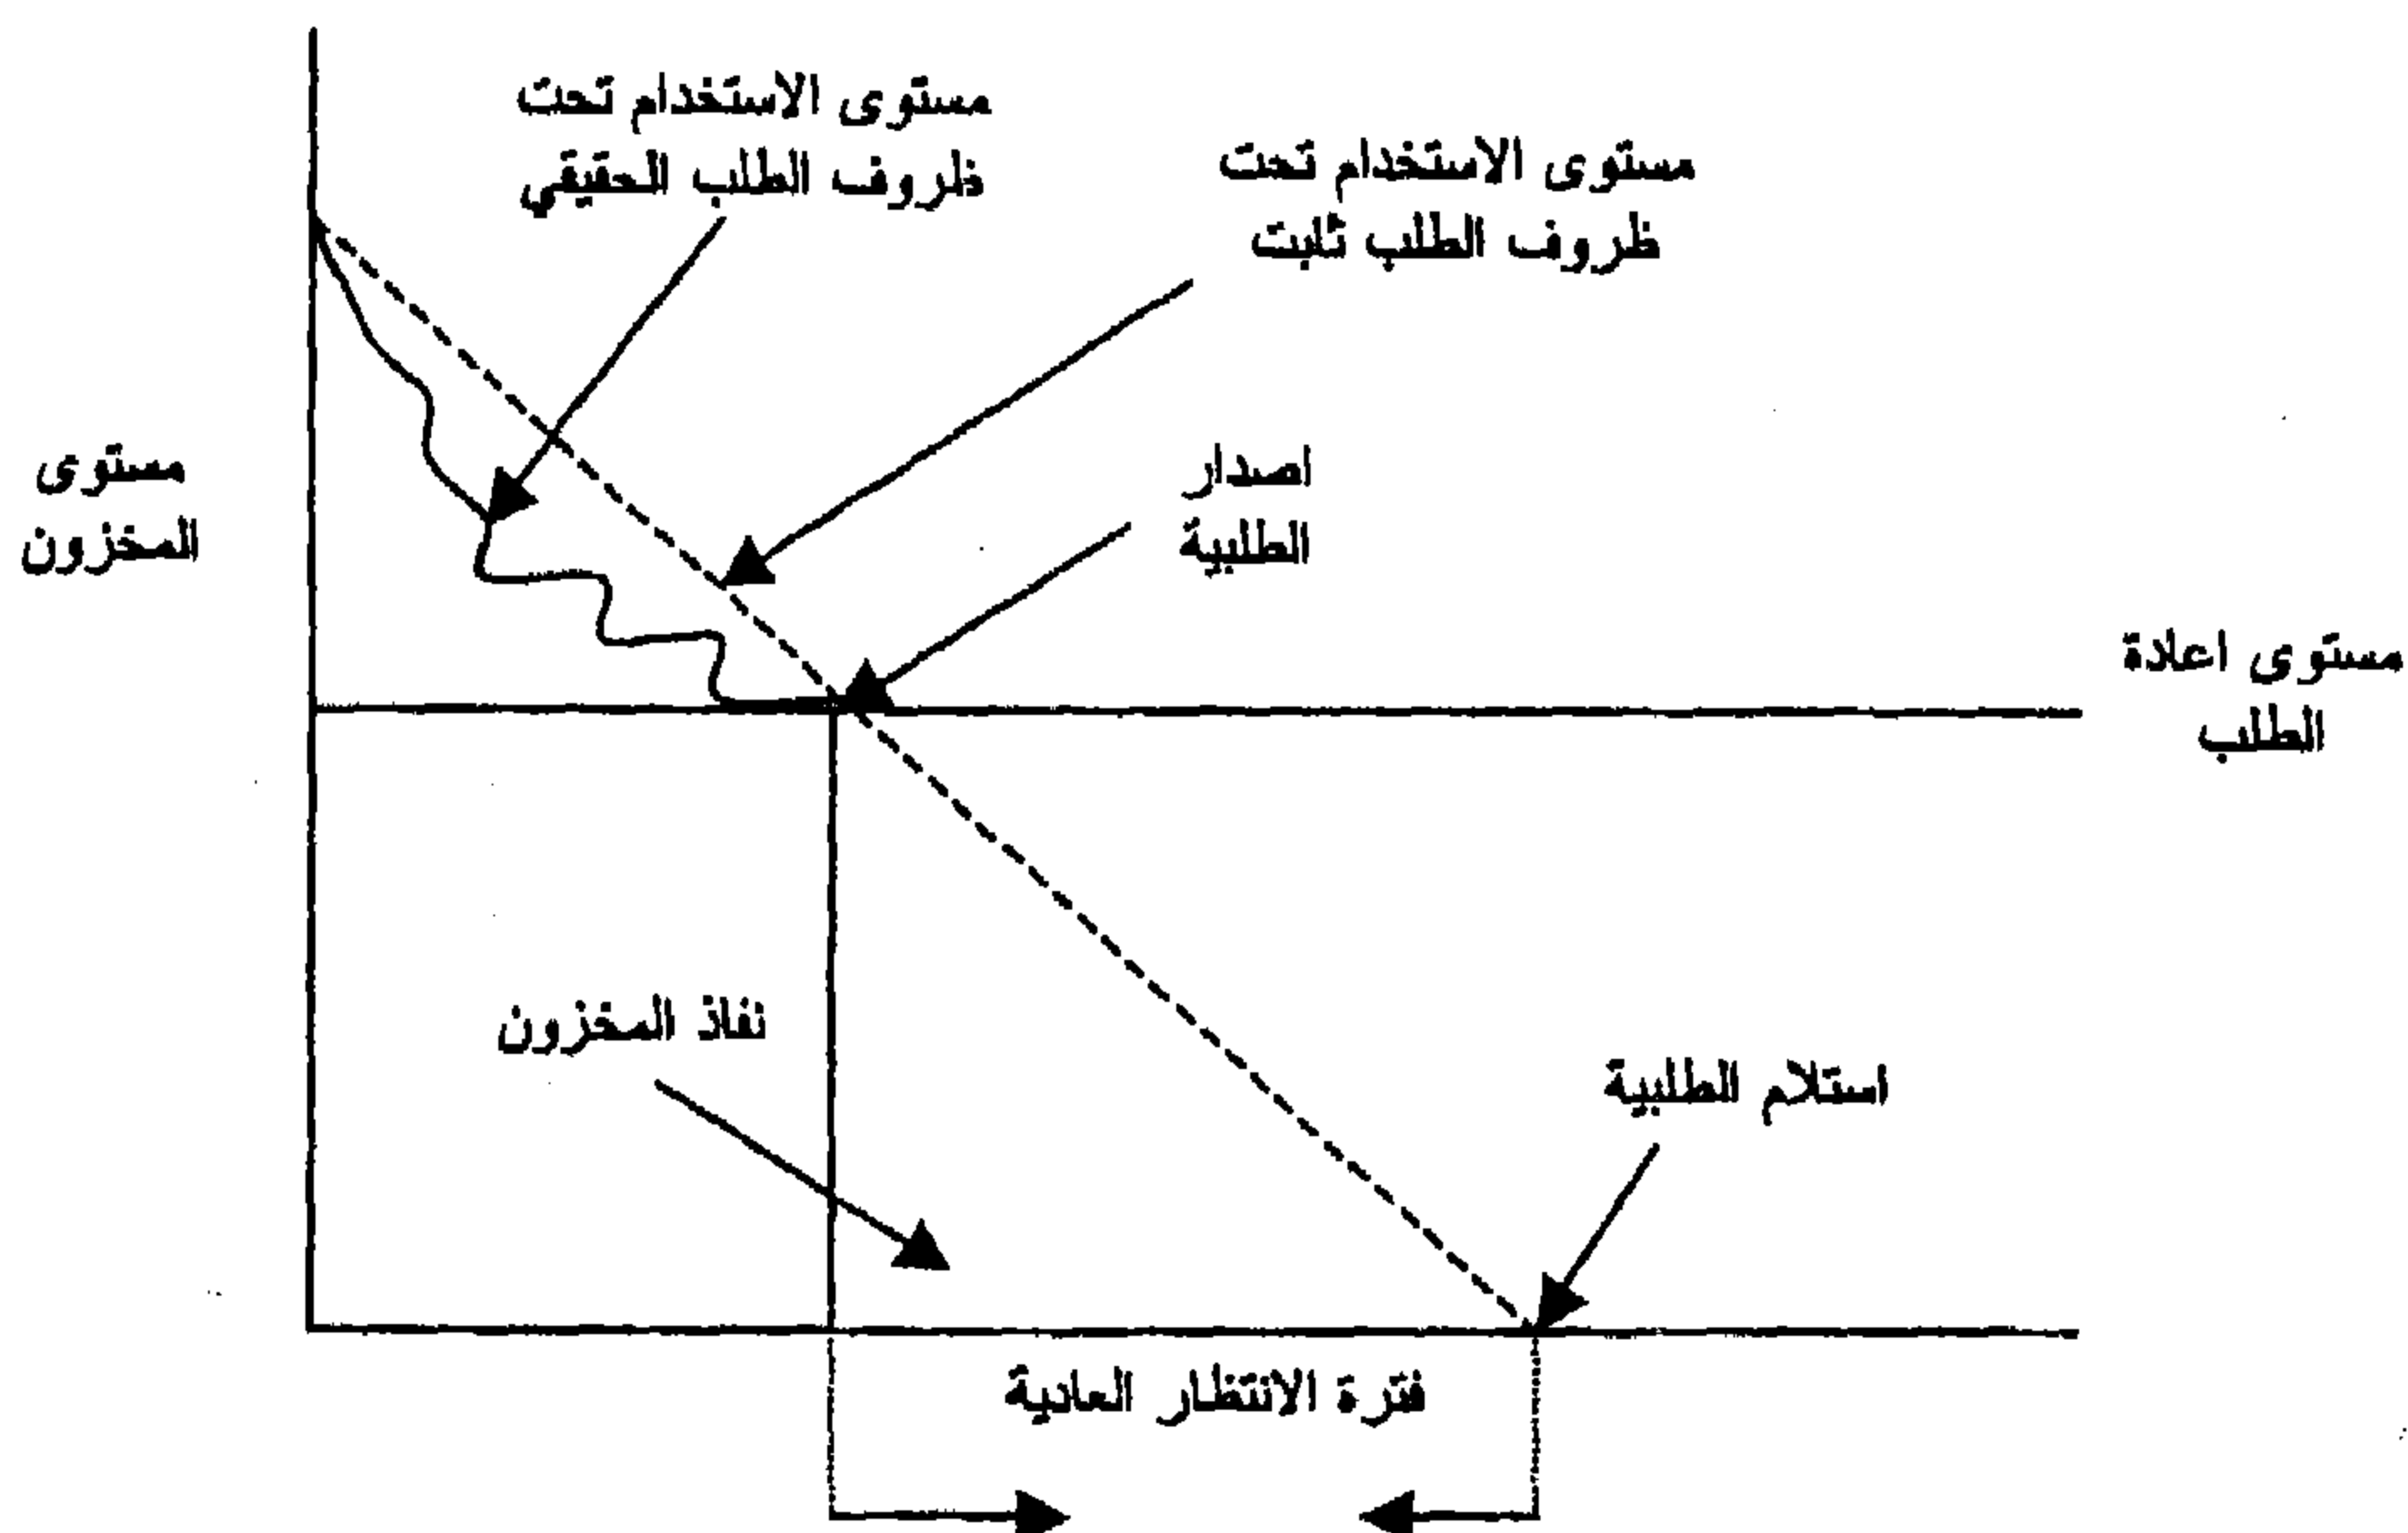 مستوى الاستخدام تحت
ظروف الطلب الحقيقي
مستوى الاستخدام تحت
ظروف الطلب ثابت
مستوى
المخزون
اصدار
الطلبية
مستوى اعادة
الطلب
نفاذ المخزون
استلام الطلبية
فترة الانتظار العادية